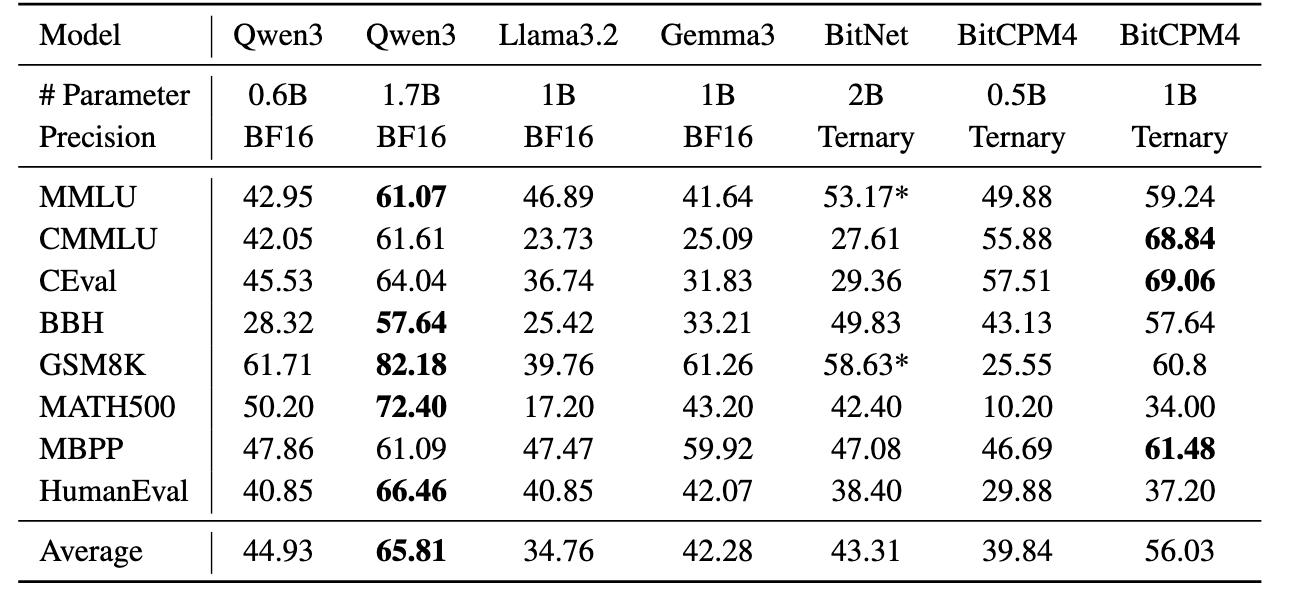 Model Qwen3 Qwen3 Llama3.2 Gemma3 BitNet BitCPM4 BitCPM4
# Parameter 0.6B 1.7B 1B 1B 2B 0.5B 1B
Precision BF16 BF16 BF16 BF16 Ternary Ternary Ternary
MMLU 42.95 61.07 46.89 41.64 53.17* 49.88 59.24
CMMLU 42.05 61.61 23.73 25.09 27.61 55.88 68.84
CEval 45.53 64.04 36.74 31.83 29.36 57.51 69.06
BBH 28.32 57.64 25.42 33.21 49.83 43.13 57.64
GSM8K 61.71 82.18 39.76 61.26 58.63* 25.55 60.8
MATH500 50.20 72.40 17.20 43.20 42.40 10.20 34.00
MBPP 47.86 61.09 47.47 59.92 47.08 46.69 61.48
HumanEval 40.85 66.46 40.85 42.07 38.40 29.88 37.20
Average 44.93 65.81 34.76 42.28 43.31 39.84 56.03